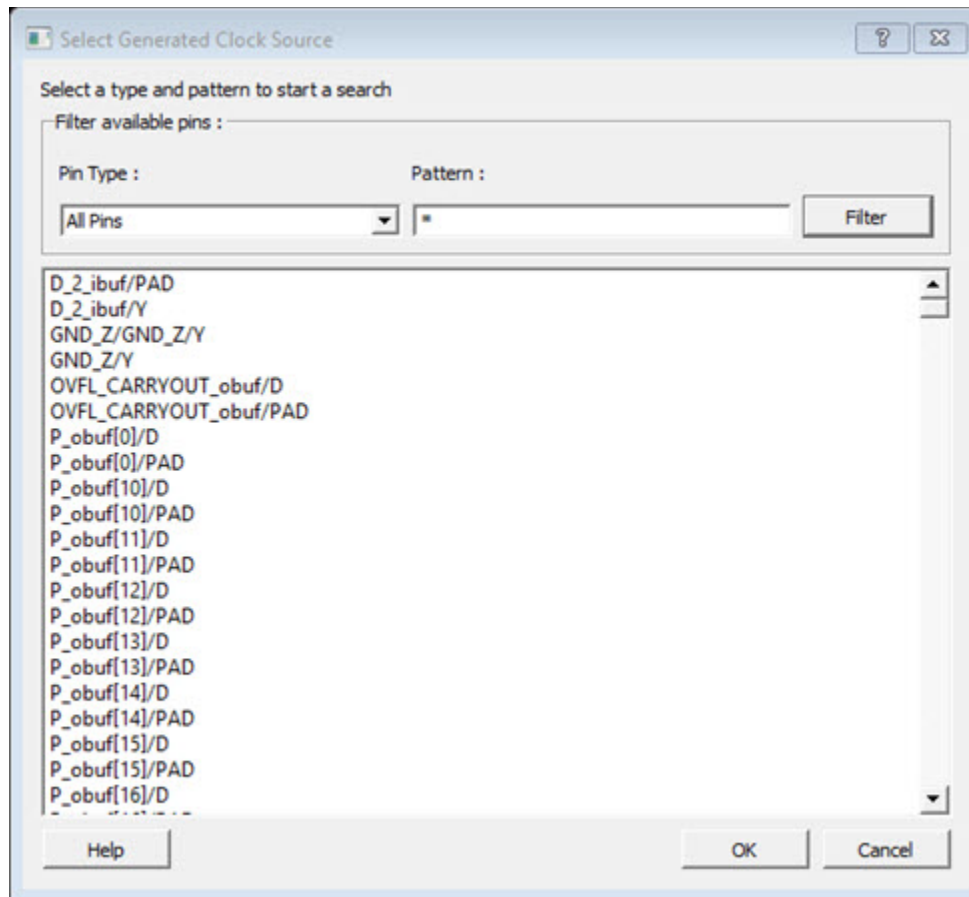 Select Generated Clock Source
Select a type and pattern to start a search
Filter available pins :
Pin Type : Pattern :
All Pins * Filter
D_2_ibuf/PAD
D_2_ibuf/Y
GND_Z/GND_Z/Y
GND_Z/Y
OVFL_CARRYOUT_obuf/D
OVFL_CARRYOUT_obuf/PAD
P_obuf[0]/D
P_obuf[0]/PAD
P_obuf[10]/D
P_obuf[10]/PAD
P_obuf[11]/D
P_obuf[11]/PAD
P_obuf[12]/D
P_obuf[12]/PAD
P_obuf[13]/D
P_obuf[13]/PAD
P_obuf[14]/D
P_obuf[14]/PAD
P_obuf[15]/D
P_obuf[15]/PAD
P_obuf[16]/D
Help OK Cancel